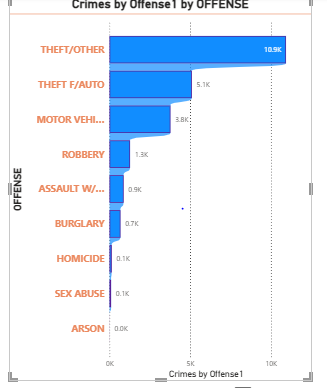 Crimes by Offense1 by OFFENSE
THEFT/OTHER 10.9K
THEFT F/AUTO 5.1K
MOTOR VEHI... 3.8K
ROBBERY 1.3K
ASSAULT W/... 0.9K
BURGLARY 0.7K
HOMICIDE 0.1K
SEX ABUSE 0.1K
ARSON 0.0K
OFFENSE
0K 5K 10K
Crimes by Offense1